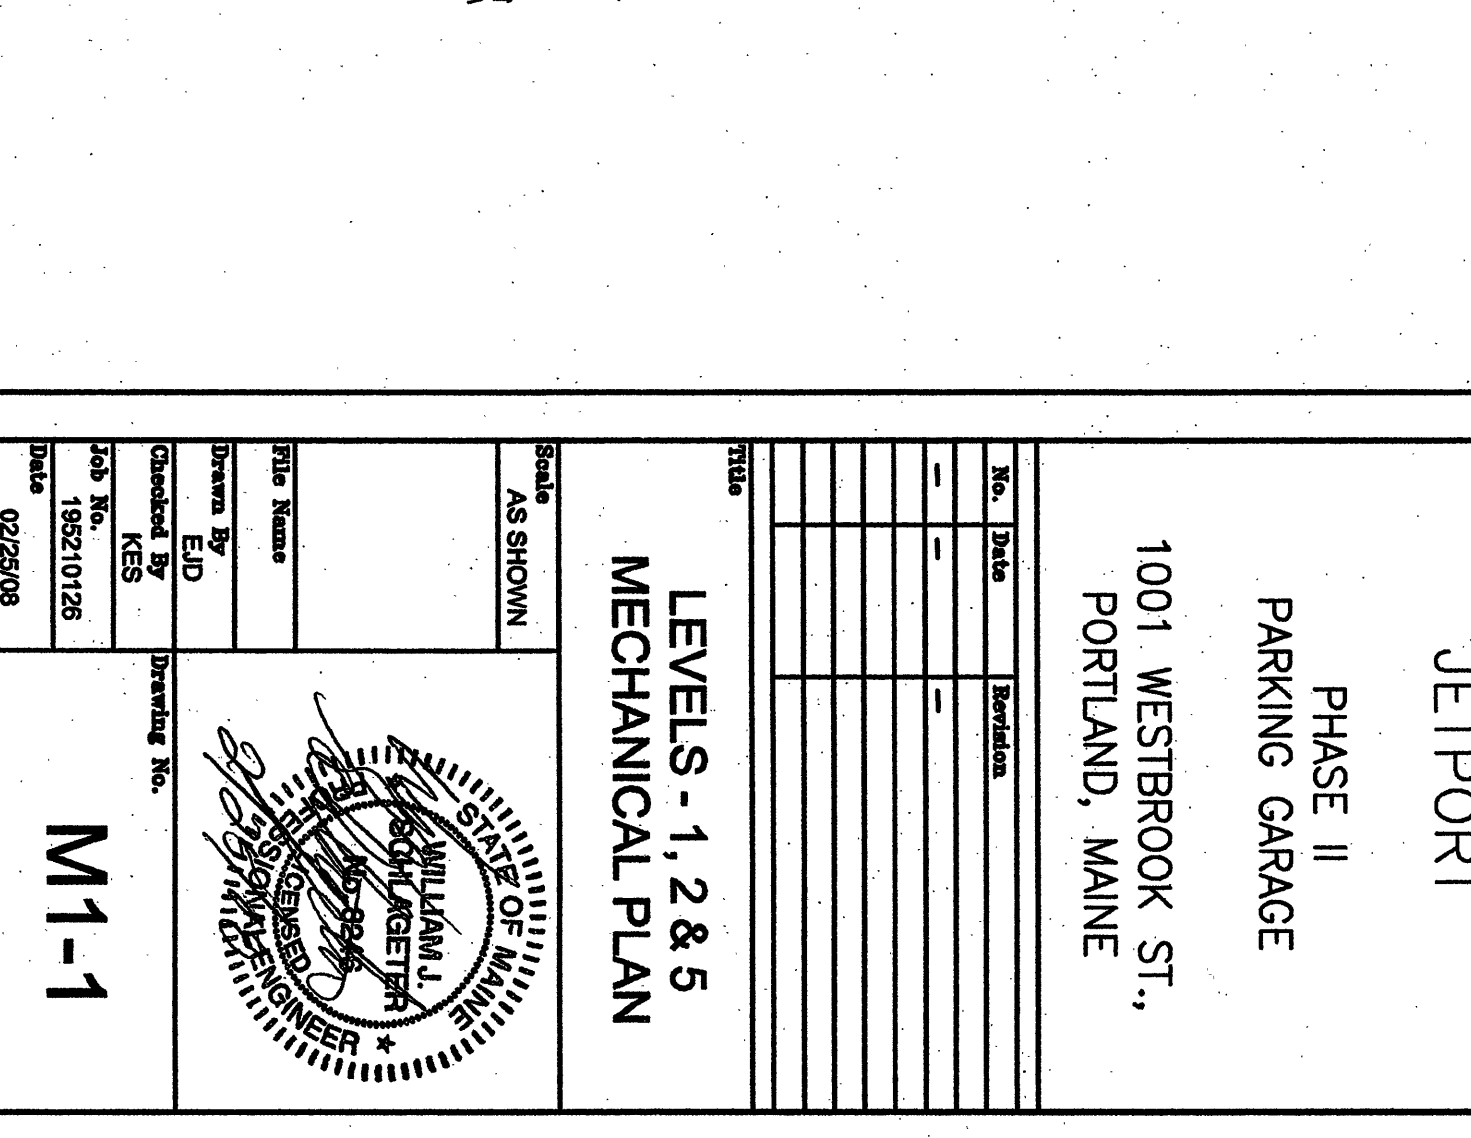 JETPORT
PHASE II
PARKING GARAGE
1001 WESTBROOK ST.,
PORTLAND, MAINE
No. Date Revision
- - -
Title
LEVELS - 1, 2 & 5
MECHANICAL PLAN
Scale
AS SHOWN
File Name
Drawn By
EJD
Checked By
KES
Job No.
195210126
Date
02/25/08
STATE OF MAINE
WILLIAM J.
SCHLAGETER
LICENSED
PROFESSIONAL ENGINEER
Drawing No.
M1-1